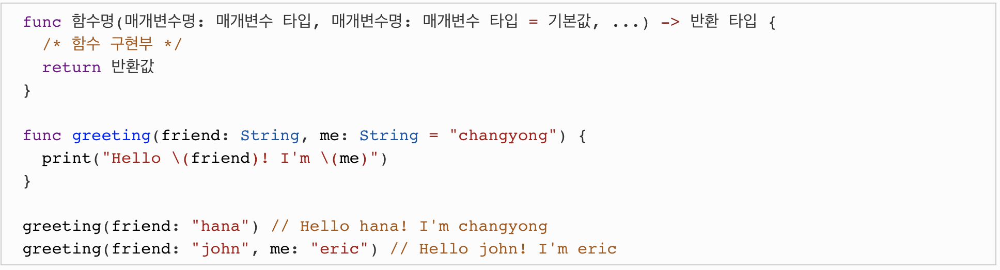 func 함수명(매개변수명: 매개변수 타입, 매개변수명: 매개변수 타입 = 기본값, ...) -> 반환 타입 {
  /* 함수 구현부 */
  return 반환값
}

func greeting(friend: String, me: String = "changyong") {
  print("Hello \(friend)! I'm \(me)")
}

greeting(friend: "hana") // Hello hana! I'm changyong
greeting(friend: "john", me: "eric") // Hello john! I'm eric